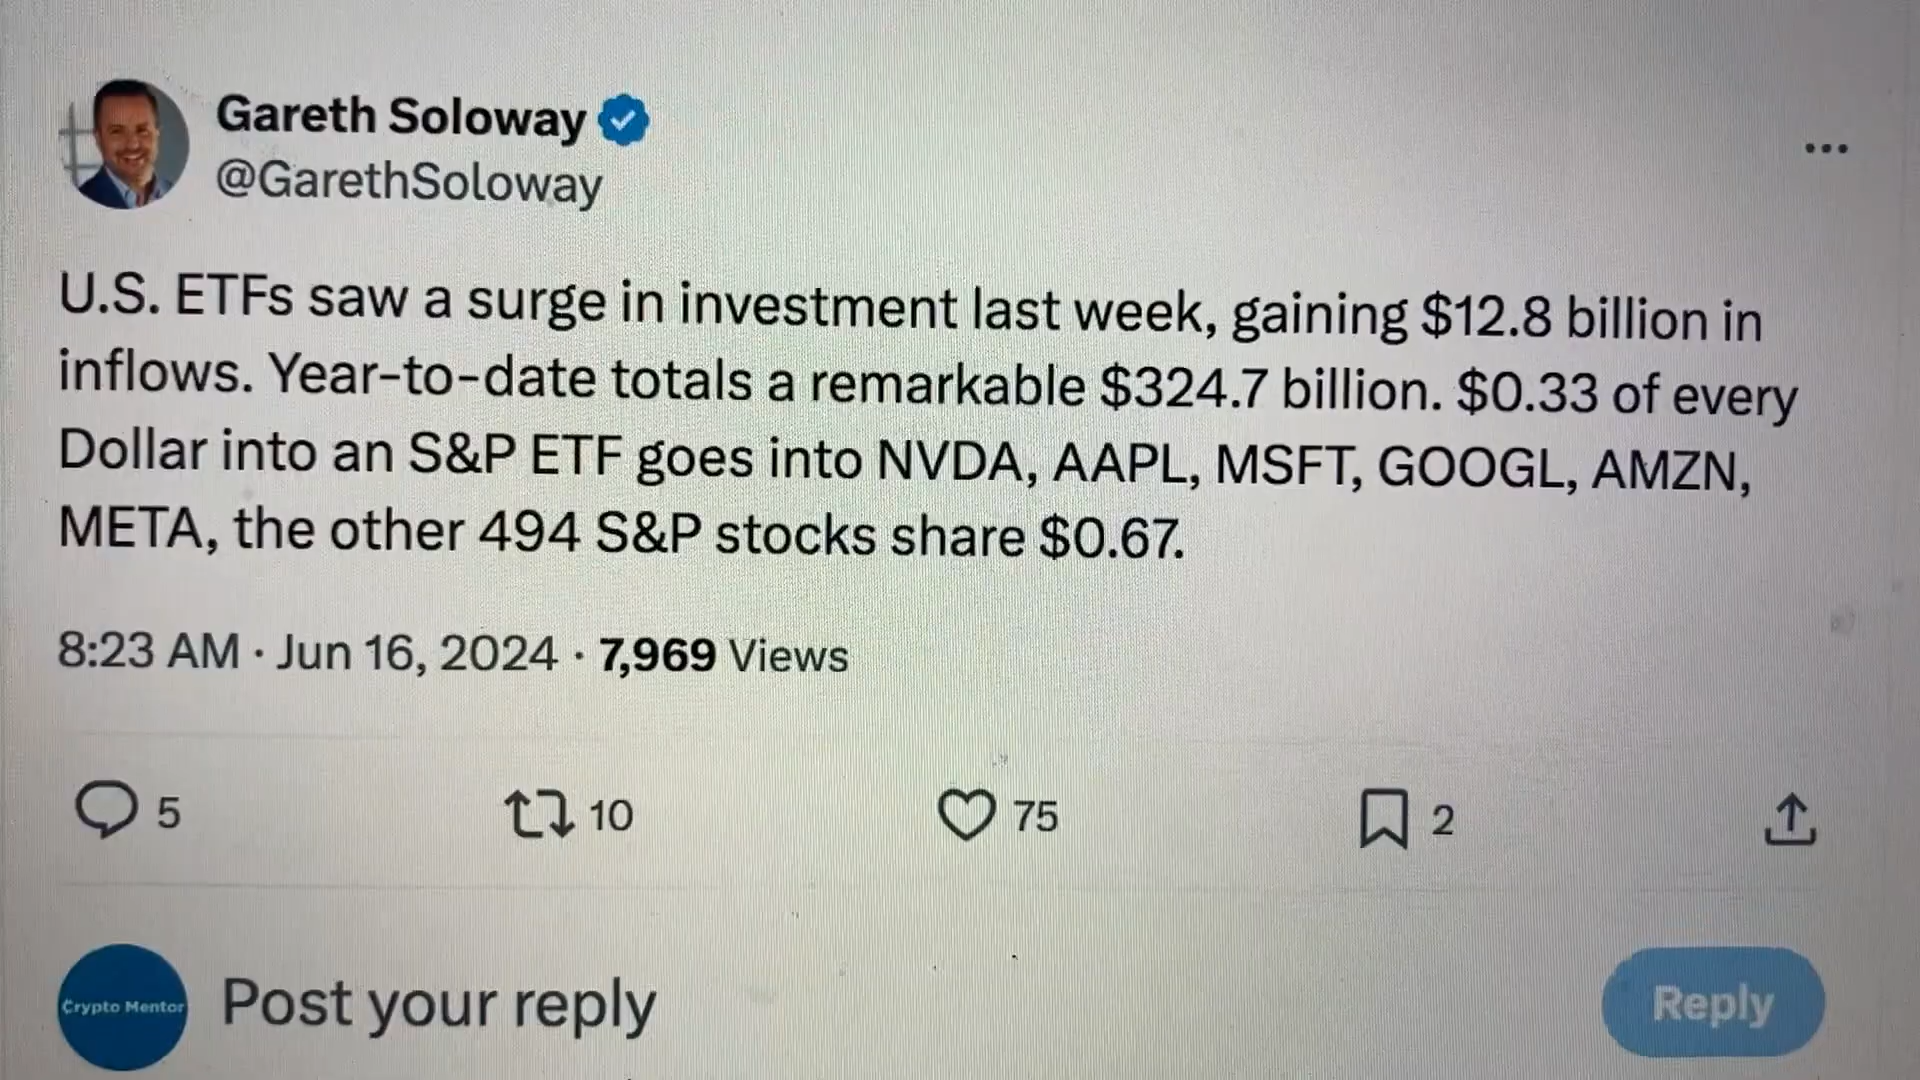 Gareth Soloway
@GarethSoloway
U.S. ETFs saw a surge in investment last week, gaining $12.8 billion in
inflows. Year-to-date totals a remarkable $324.7 billion. $0.33 of every
Dollar into an S&P ETF goes into NVDA, AAPL, MSFT, GOOGL, AMZN,
META, the other 494 S&P stocks share $0.67.
8:23 AM · Jun 16, 2024 · 7,969 Views
5 10 75 2
Crypto Mentor
Post your reply
Reply